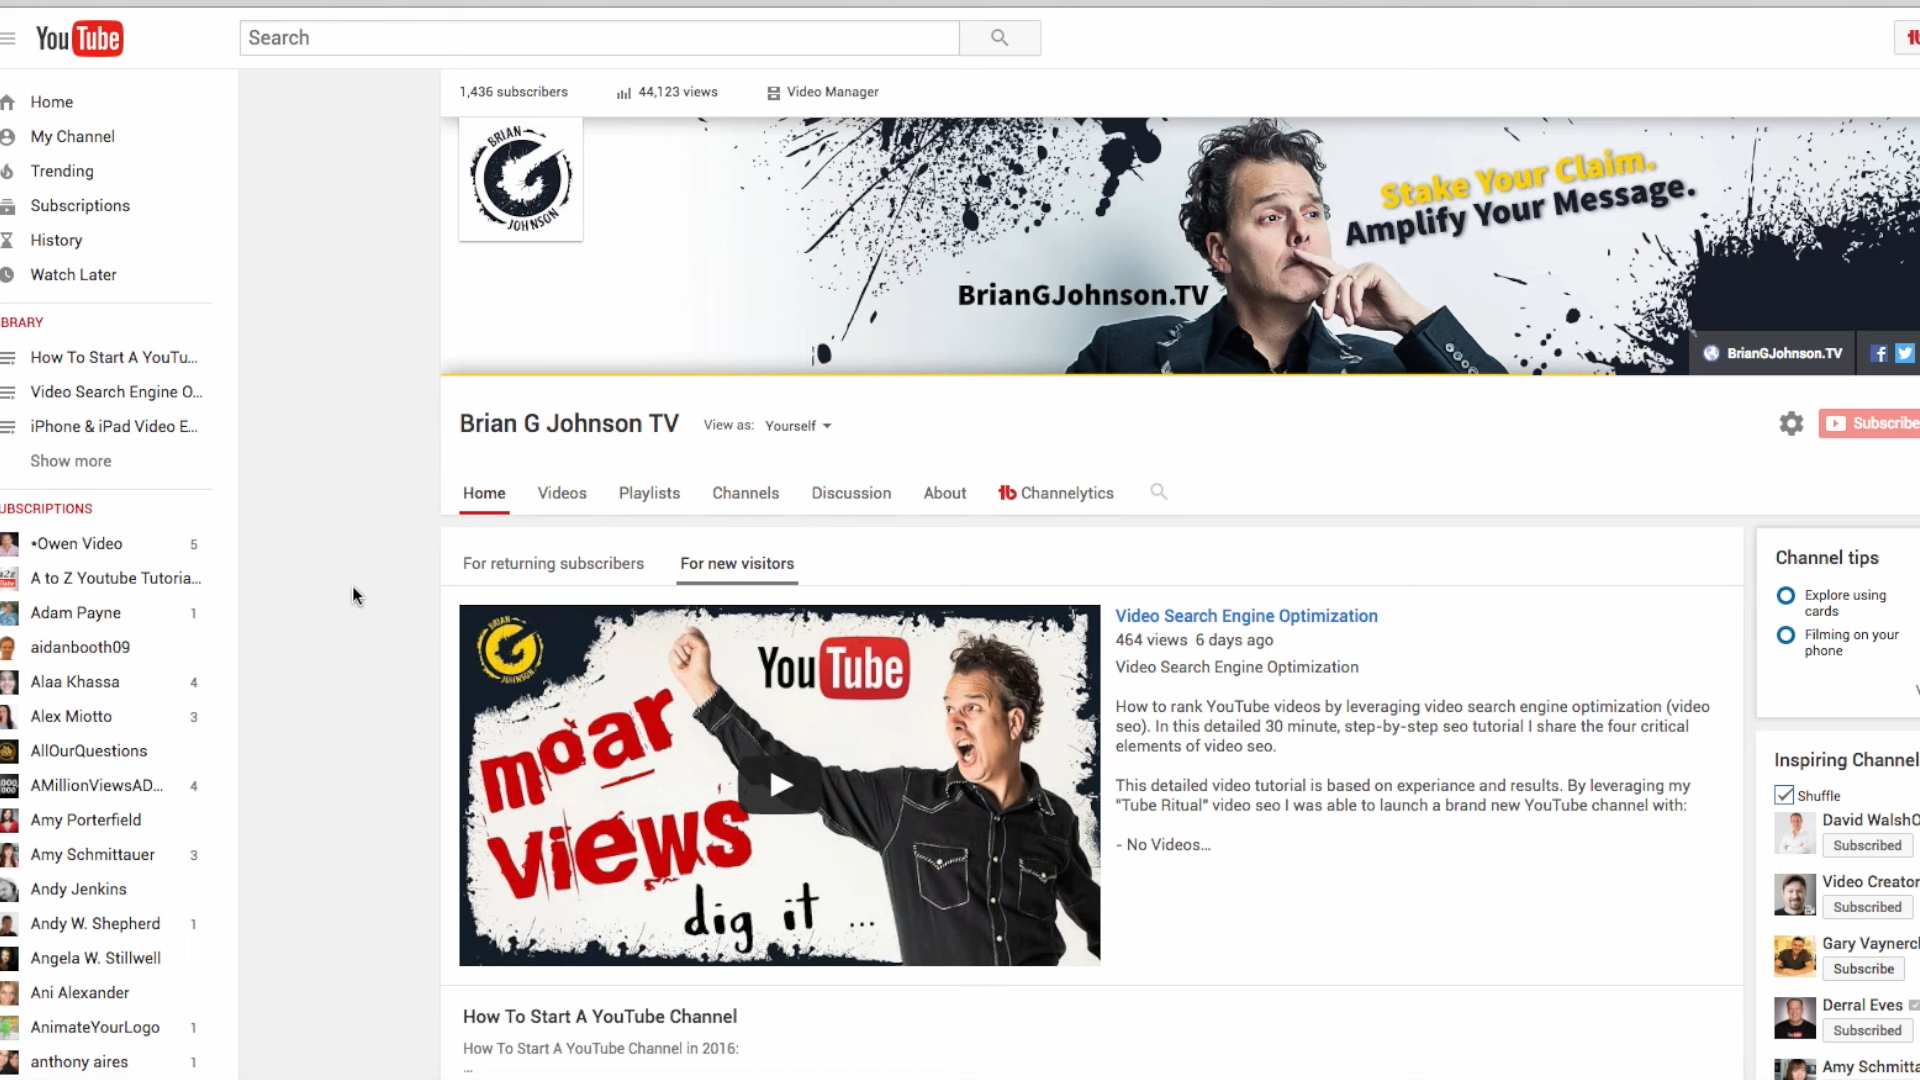 YouTube
Search
1,436 subscribers
44,123 views
Video Manager
Home
My Channel
Trending
Subscriptions
History
Watch Later
BRARY
How To Start A YouTu...
Video Search Engine O...
iPhone & iPad Video E...
Show more
UBSCRIPTIONS
*Owen Video 5
A to Z Youtube Tutoria...
Adam Payne 1
aidanbooth09
Alaa Khassa 4
Alex Miotto 3
AllOurQuestions
AMillionViewsAD... 4
Amy Porterfield
Amy Schmittauer 3
Andy Jenkins
Andy W. Shepherd 1
Angela W. Stillwell
Ani Alexander
AnimateYourLogo 1
anthony aires 1
BRIAN
G
JOHNSON
Stake Your Claim.
Amplify Your Message.
BrianGJohnson.TV
BrianGJohnson.TV
Brian G Johnson TV
View as: Yourself
Subscribe
Home Videos Playlists Channels Discussion About Channelytics
For returning subscribers
For new visitors
BRIAN
G
JOHNSON
YouTube
moar
views
dig it ...
Video Search Engine Optimization
464 views 6 days ago
Video Search Engine Optimization
How to rank YouTube videos by leveraging video search engine optimization (video
seo). In this detailed 30 minute, step-by-step seo tutorial I share the four critical
elements of video seo.
This detailed video tutorial is based on experiance and results. By leveraging my
"Tube Ritual" video seo I was able to launch a brand new YouTube channel with:
- No Videos...
How To Start A YouTube Channel
How To Start A YouTube Channel in 2016:
...
Channel tips
Explore using
cards
Filming on your
phone
Inspiring Channel
Shuffle
David WalshO
Subscribed
Video Creator
Subscribed
Gary Vaynerc
Subscribe
Derral Eves
Subscribed
Amy Schmitta